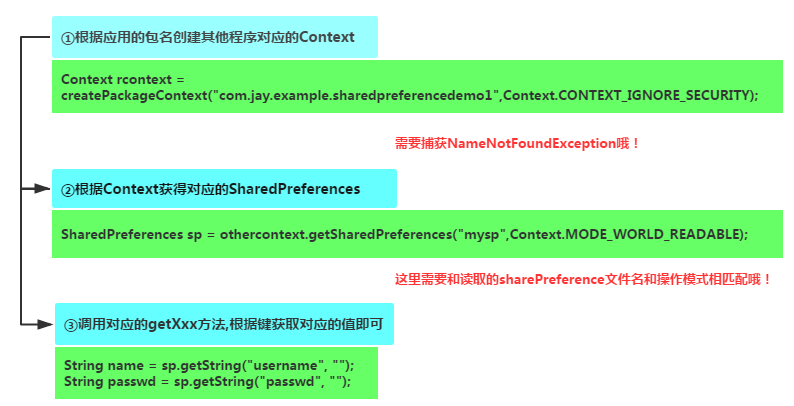 ①根据应用的包名创建其他程序对应的Context
Context rcontext =
createPackageContext("com.jay.example.sharedpreferencedemo1",Context.CONTEXT_IGNORE_SECURITY);
需要捕获NameNotFoundException哦！
②根据Context获得对应的SharedPreferences
SharedPreferences sp = othercontext.getSharedPreferences("mysp",Context.MODE_WORLD_READABLE);
这里需要和读取的sharePreference文件名和操作模式相匹配哦！
③调用对应的getXxx方法,根据键获取对应的值即可
String name = sp.getString("username", "");
String passwd = sp.getString("passwd", "");